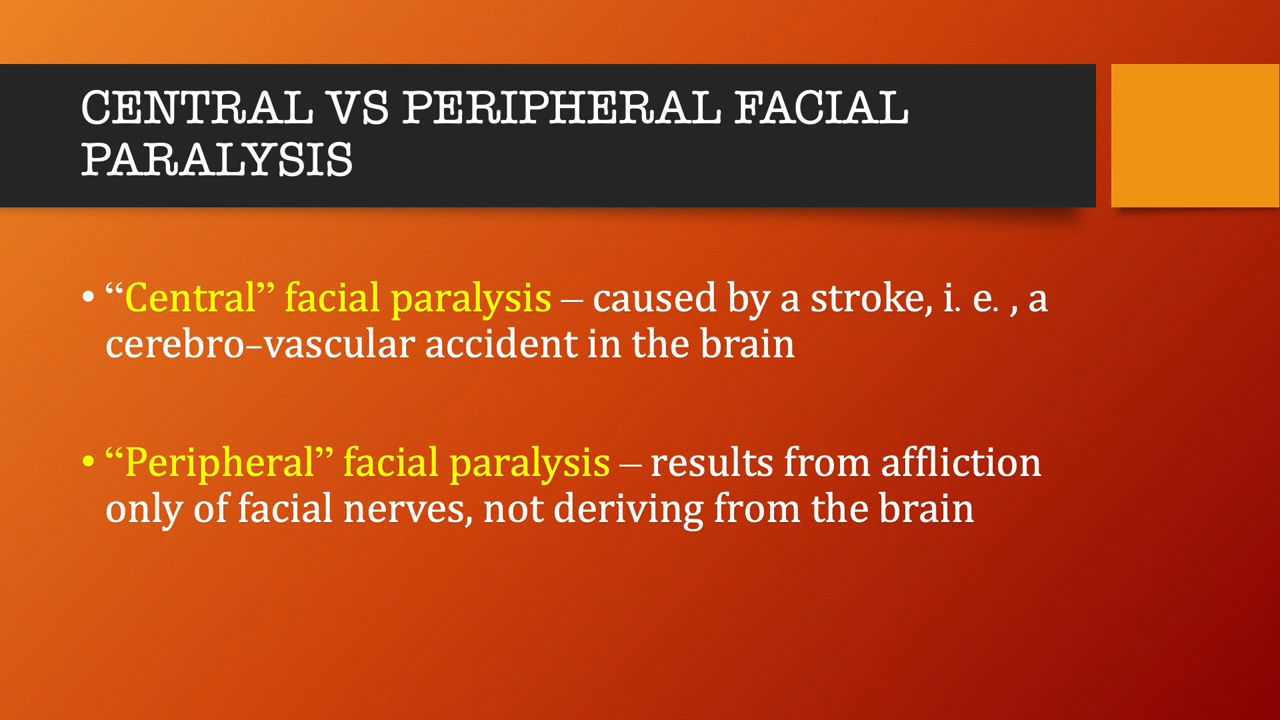 CENTRAL VS PERIPHERAL FACIAL
PARALYSIS
• “Central” facial paralysis – caused by a stroke, i. e. , a
cerebro–vascular accident in the brain
• “Peripheral” facial paralysis – results from affliction
only of facial nerves, not deriving from the brain